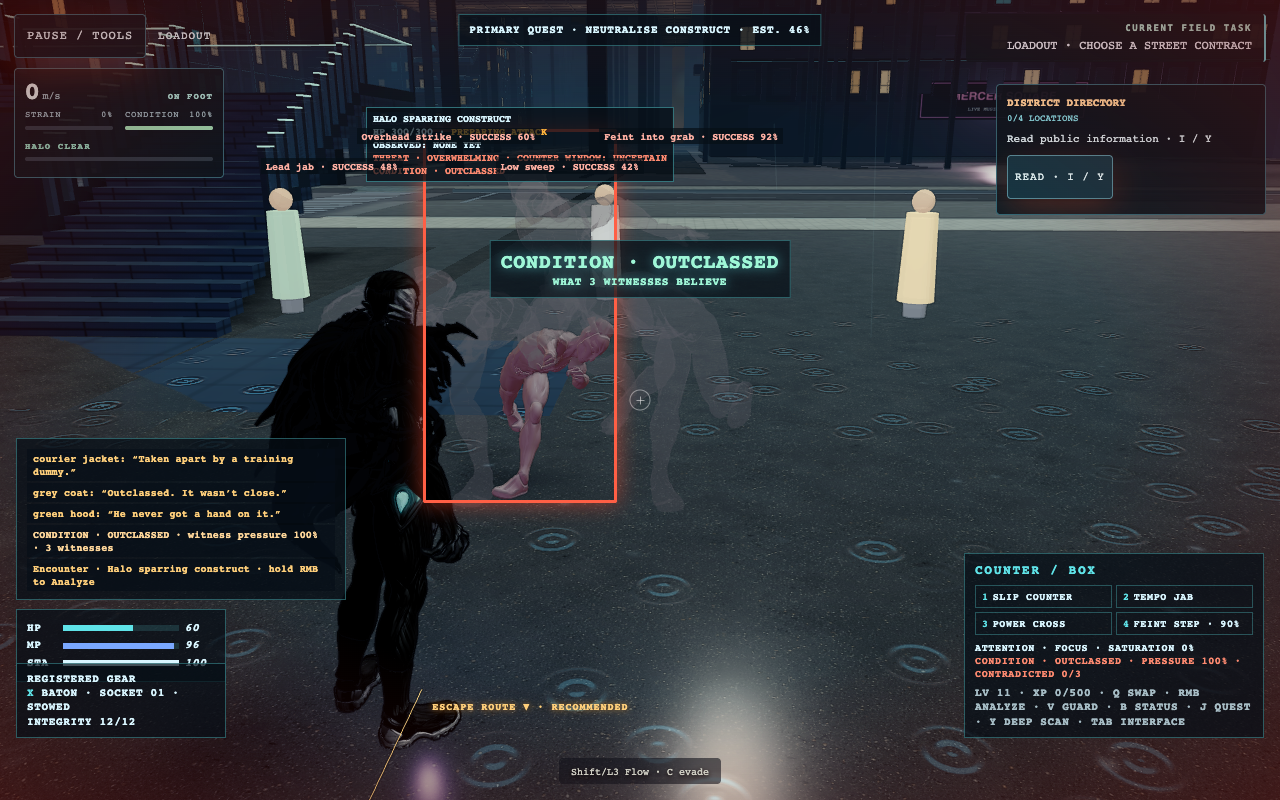 PAUSE / TOOLS
LOADOUT
PRIMARY QUEST · NEUTRALISE CONSTRUCT · EST. 46%
CURRENT FIELD TASK
LOADOUT · CHOOSE A STREET CONTRACT
0 m/s
ON FOOT
STRAIN 0%
CONDITION 100%
HALO CLEAR
DISTRICT DIRECTORY
0/4 LOCATIONS
Read public information · I / Y
READ · I / Y
HALO SPARRING CONSTRUCT
HP 300/300 · PREPARING ATTACK
Overhead strike · SUCCESS 60%
Feint into grab · SUCCESS 92%
OBSERVED: NONE YET
THREAT · OVERWHELMING · COUNTER WINDOW: UNCERTAIN
Lead jab · SUCCESS 48%
Low sweep · SUCCESS 42%
CONDITION · OUTCLASSED
CONDITION · OUTCLASSED
WHAT 3 WITNESSES BELIEVE
courier jacket: “Taken apart by a training
dummy.”
grey coat: “Outclassed. It wasn’t close.”
green hood: “He never got a hand on it.”
CONDITION · OUTCLASSED · witness pressure 100%
· 3 witnesses
Encounter · Halo sparring construct · hold RMB
to Analyze
HP 60
MP 96
STA 100
REGISTERED GEAR
X BATON · SOCKET 01 ·
STOWED
INTEGRITY 12/12
ESCAPE ROUTE ▼ · RECOMMENDED
Shift/L3 Flow · C evade
COUNTER / BOX
1 SLIP COUNTER
2 TEMPO JAB
3 POWER CROSS
4 FEINT STEP · 90%
ATTENTION · FOCUS · SATURATION 0%
CONDITION · OUTCLASSED · PRESSURE 100% ·
CONTRADICTED 0/3
LV 11 · XP 0/500 · Q SWAP · RMB
ANALYZE · V GUARD · B STATUS · J QUEST
· Y DEEP SCAN · TAB INTERFACE